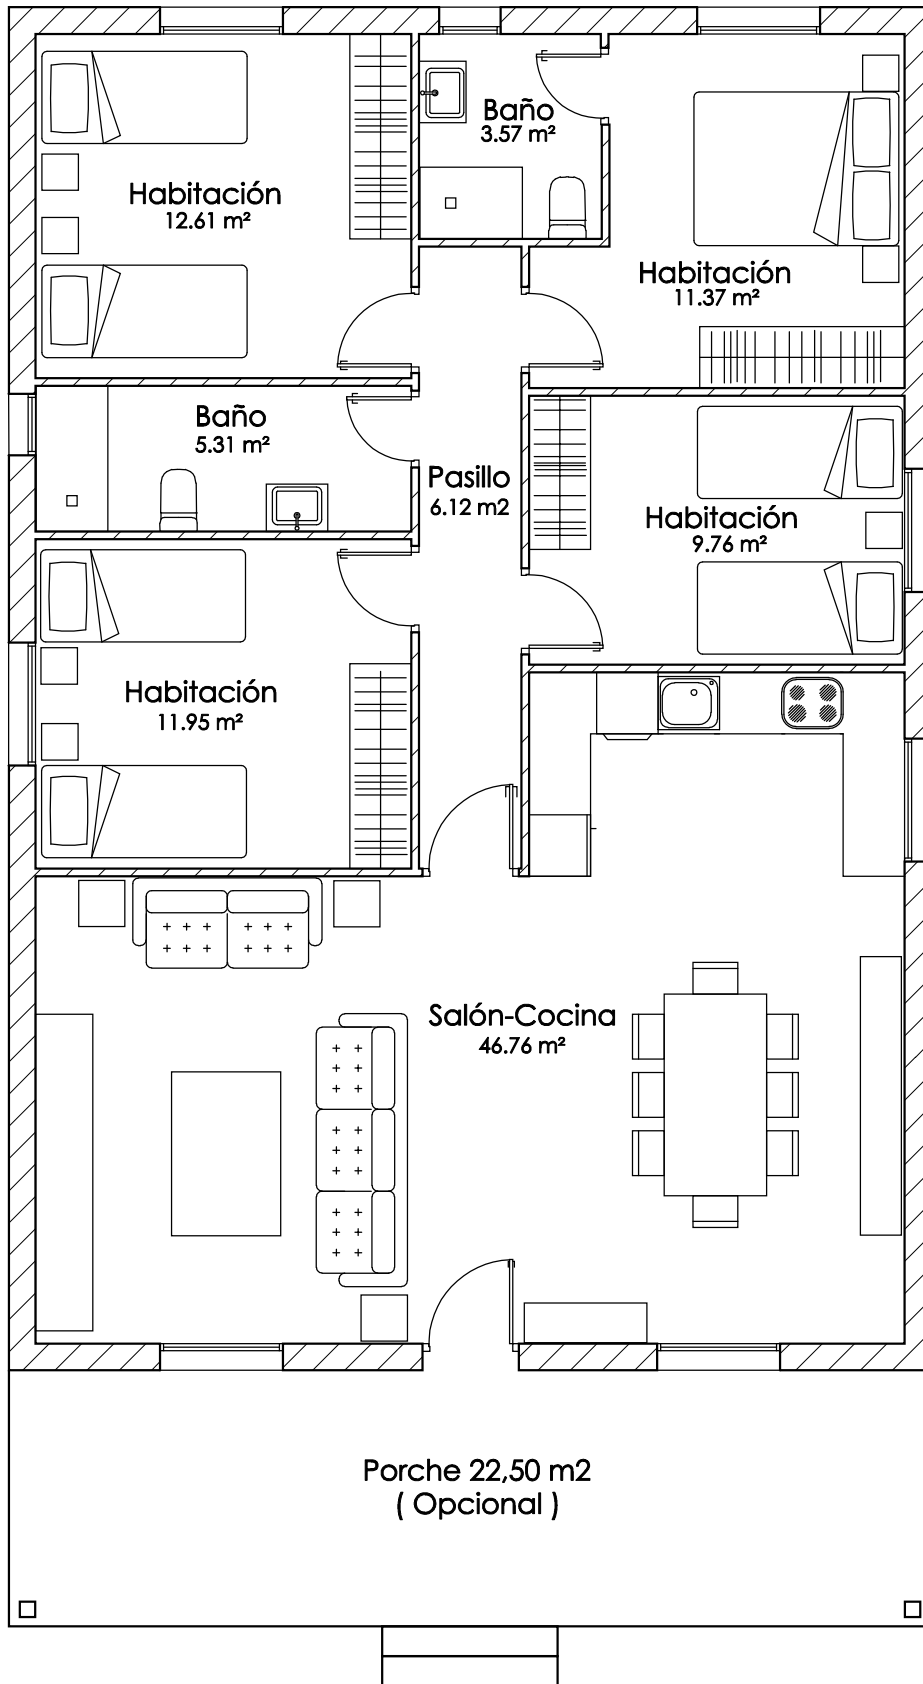 Baño
3.57 m²
Habitación
12.61 m²
Habitación
11.37 m²
Baño
5.31 m²
Pasillo
6.12 m2
Habitación
9.76 m²
Habitación
11.95 m²
Salón-Cocina
46.76 m²
Porche 22,50 m2
( Opcional )